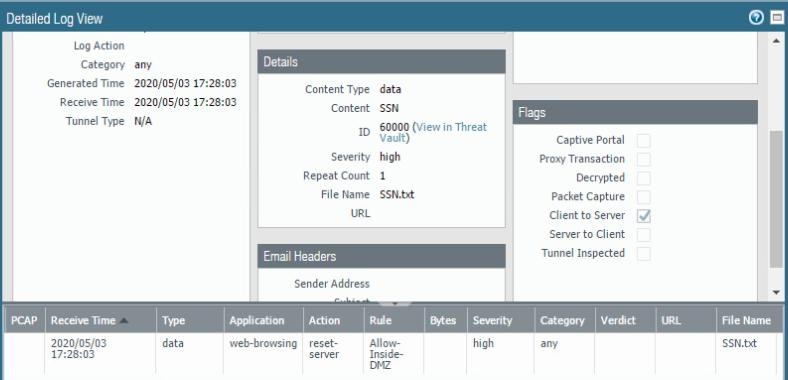 Detailed Log View
Log Action
Category any
Generated Time 2020/05/03 17:28:03
Receive Time 2020/05/03 17:28:03
Tunnel Type N/A
Details
Content Type data
Content SSN
ID 60000 (View in Threat
Vault)
Severity high
Repeat Count 1
File Name SSN.txt
URL
Email Headers
Sender Address
Subject
Flags
Captive Portal
Proxy Transaction
Decrypted
Packet Capture
Client to Server
Server to Client
Tunnel Inspected
PCAP Receive Time Type Application Action Rule Bytes Severity Category Verdict URL File Name
2020/05/03 data web-browsing reset- Allow- high any SSN.txt
17:28:03 server Inside-
DMZ